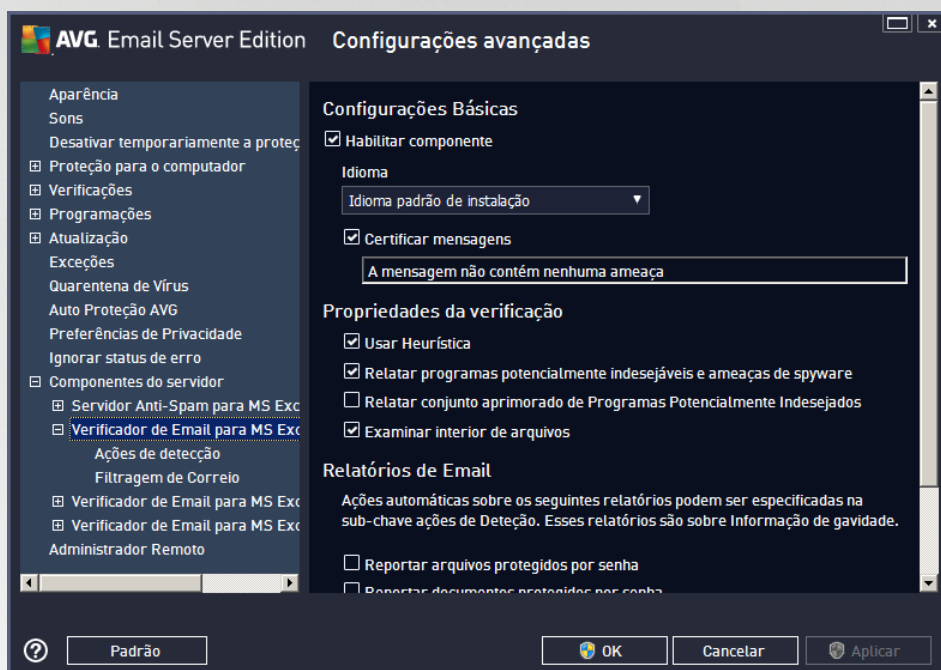 AVG. Email Server Edition Configurações avançadas
Aparência
Sons
Desativar temporariamente a proteç
Proteção para o computador
Verificações
Programações
Atualização
Exceções
Quarentena de Vírus
Auto Proteção AVG
Preferências de Privacidade
Ignorar status de erro
Componentes do servidor
Servidor Anti-Spam para MS Exc
Verificador de Email para MS Exc
Ações de detecção
Filtragem de Correio
Verificador de Email para MS Exc
Verificador de Email para MS Exc
Administrador Remoto
Configurações Básicas
Habilitar componente
Idioma
Idioma padrão de instalação
Certificar mensagens
A mensagem não contém nenhuma ameaça
Propriedades da verificação
Usar Heurística
Relatar programas potencialmente indesejáveis e ameaças de spyware
Relatar conjunto aprimorado de Programas Potencialmente Indesejados
Examinar interior de arquivos
Relatórios de Email
Ações automáticas sobre os seguintes relatórios podem ser especificadas na
sub-chave ações de Deteção. Esses relatórios são sobre Informação de gavidade.
Reportar arquivos protegidos por senha
Reportar documentos protegidos por senha
Padrão
OK
Cancelar
Aplicar